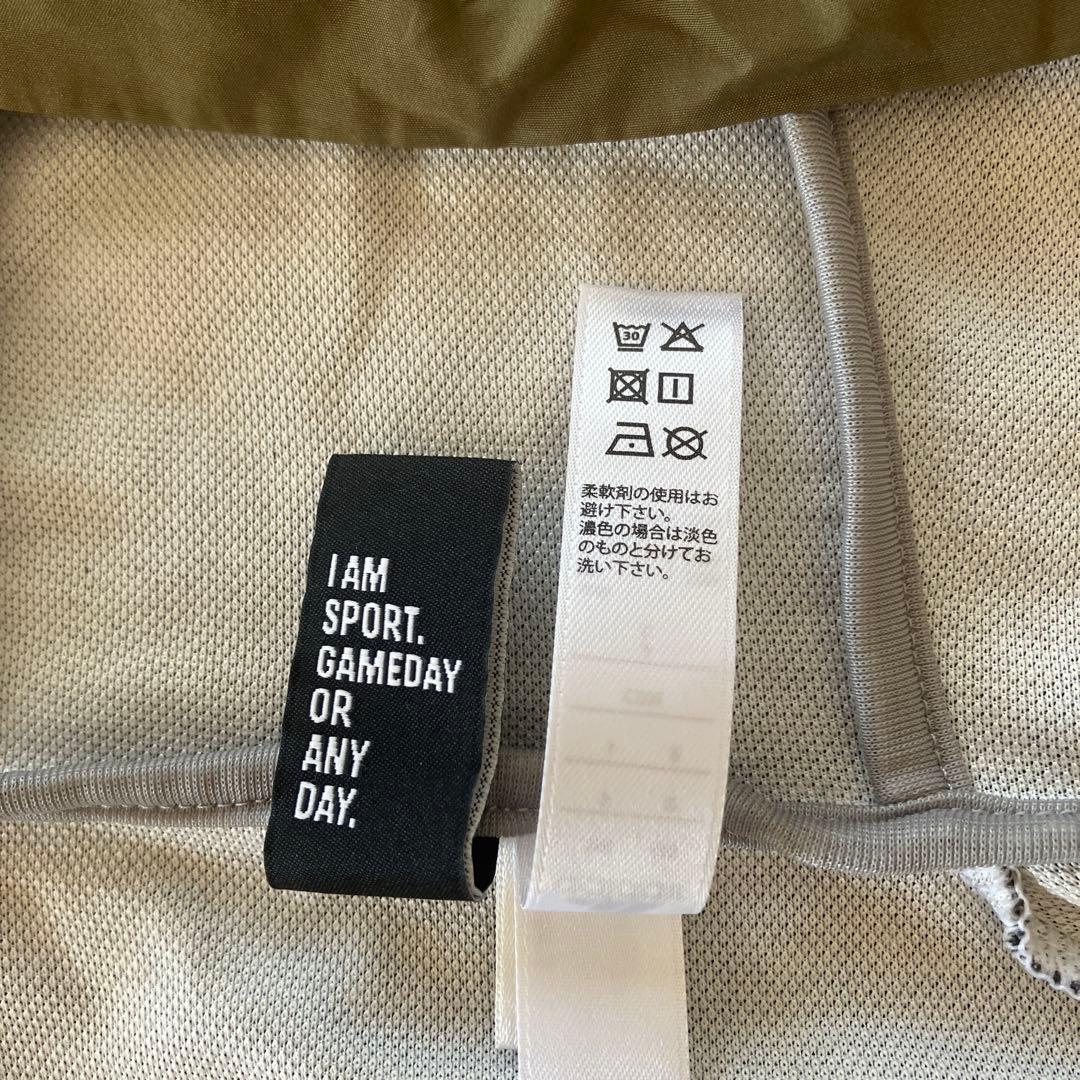 30
柔軟剤の使用はお
避け下さい。
濃色の場合は淡色
のものと分けてお
洗い下さい。
I AM
SPORT.
GAMEDAY
OR
ANY
DAY.